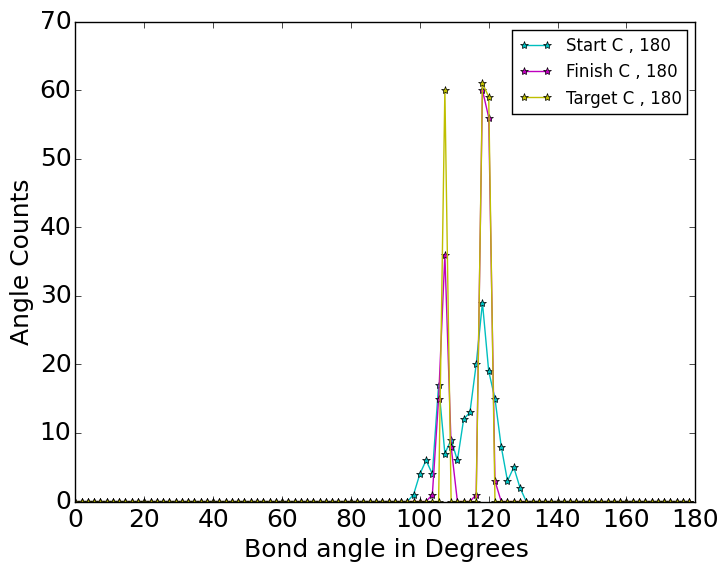 70
60
50
40
30
20
10
0
0 20 40 60 80 100 120 140 160 180
Angle Counts
Bond angle in Degrees
Start C , 180
Finish C , 180
Target C , 180